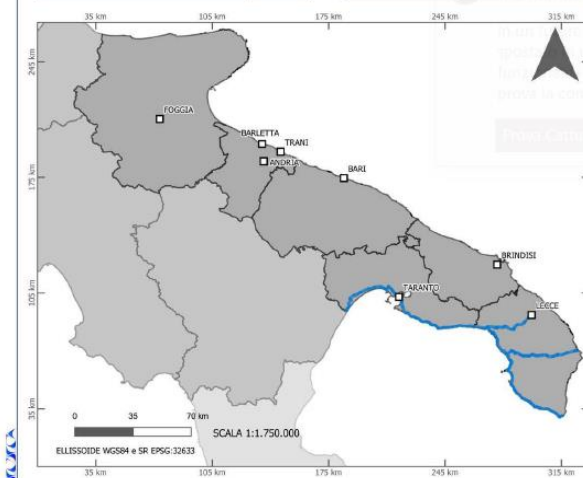 35 km 105 km 175 km 245 km 315 km
245 km
175 km
105 km
35 km
FOGGIA
BARLETTA
TRANI
ANDRIA
BARI
BRINDISI
TARANTO
LECCE
0 35 70 km
SCALA 1:1.750.000
ELLISSOIDE WGS84 e SR EPSG:32633
35 km 105 km 175 km 245 km 315 km